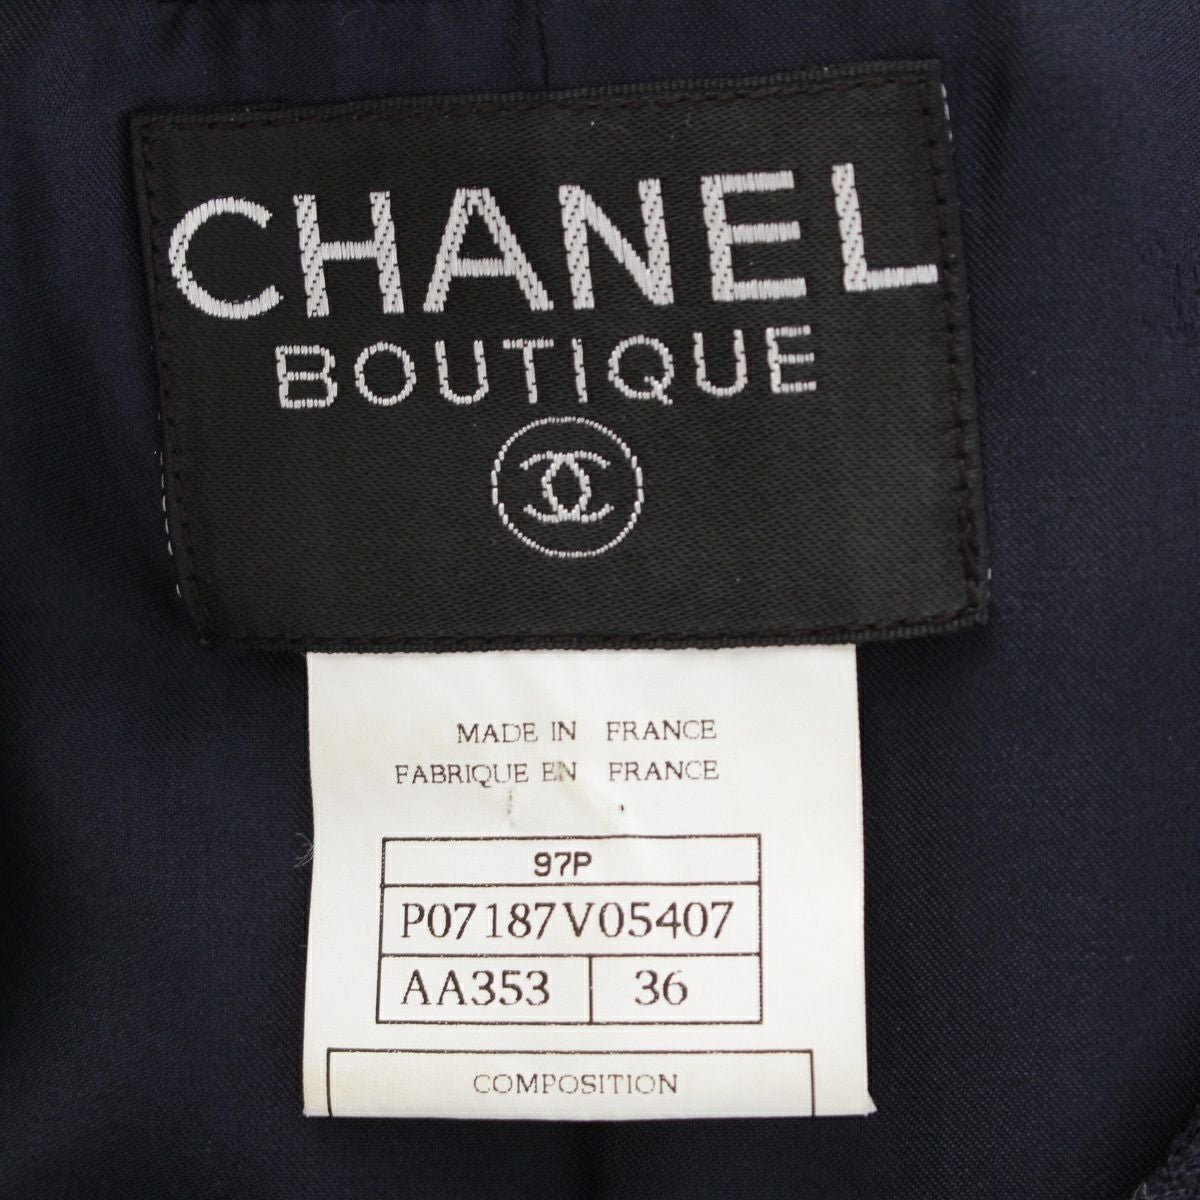 CHANEL
BOUTIQUE
MADE IN FRANCE
FABRIQUE EN FRANCE
97P
P07187V05407
AA353 36
COMPOSITION